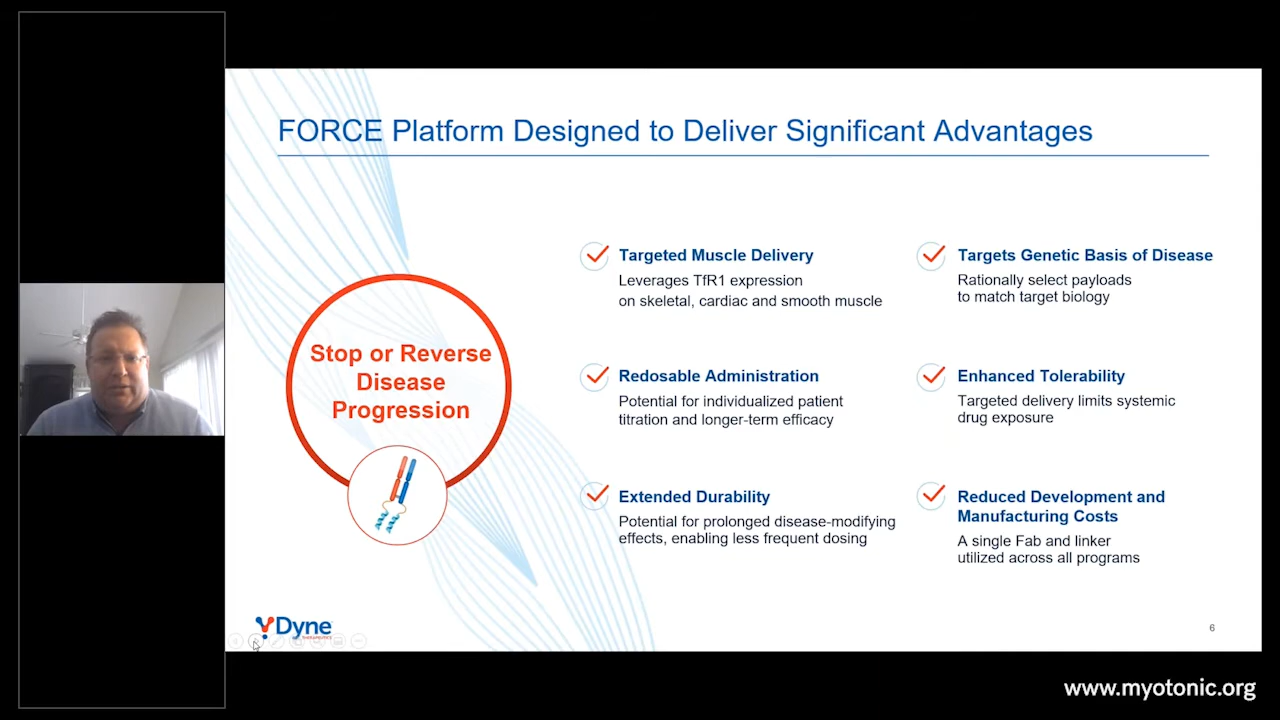 FORCE Platform Designed to Deliver Significant Advantages
Stop or Reverse
Disease
Progression
Targeted Muscle Delivery
Leverages TfR1 expression
on skeletal, cardiac and smooth muscle
Targets Genetic Basis of Disease
Rationally select payloads
to match target biology
Redosable Administration
Potential for individualized patient
titration and longer-term efficacy
Enhanced Tolerability
Targeted delivery limits systemic
drug exposure
Extended Durability
Potential for prolonged disease-modifying
effects, enabling less frequent dosing
Reduced Development and
Manufacturing Costs
A single Fab and linker
utilized across all programs
Dyne
THERAPEUTICS
6
www.myotonic.org